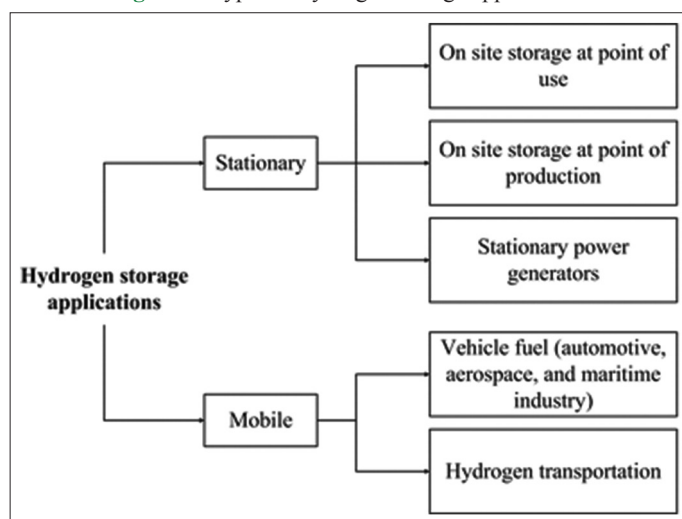 Hydrogen storage
applications
Stationary
On site storage at point of
use
On site storage at point of
production
Stationary power
generators
Mobile
Vehicle fuel (automotive,
aerospace, and maritime
industry)
Hydrogen transportation